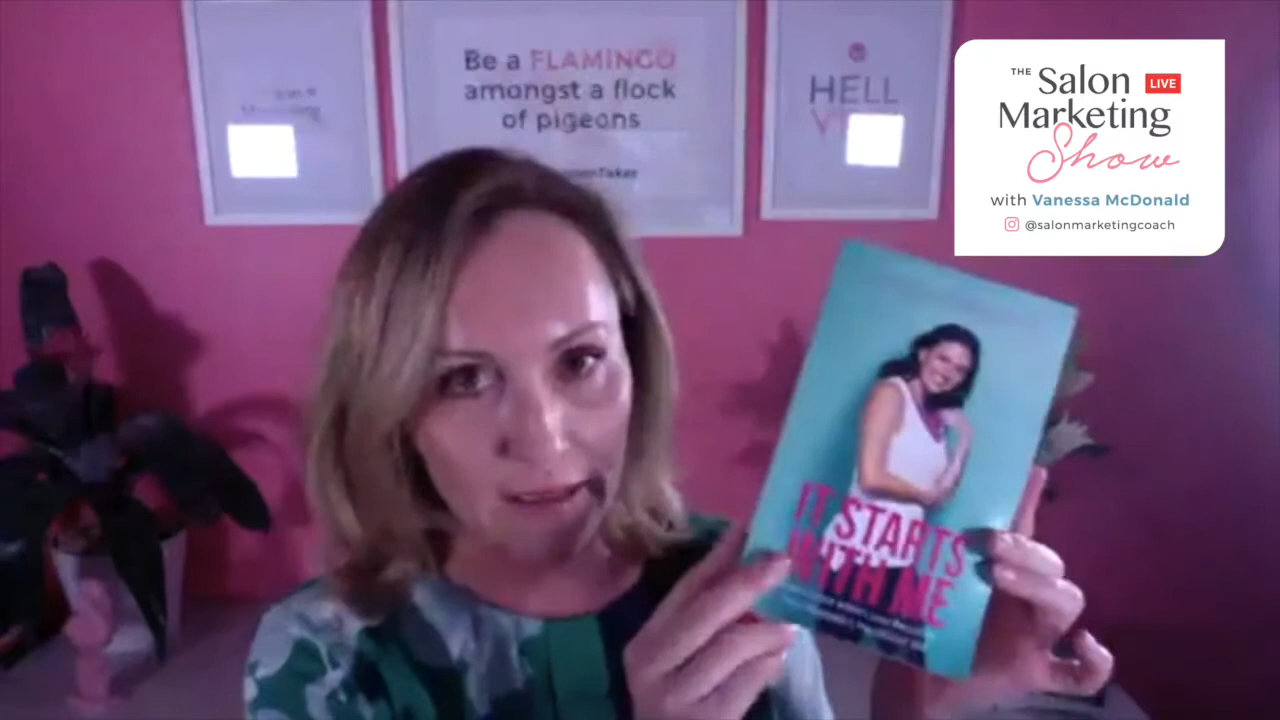 Be a FLAMINGO
amongst a flock
of pigeons
HELL
THE
Salon
LIVE
Marketing
Show
with Vanessa McDonald
@salonmarketingcoach
IT STARTS
WITH ME